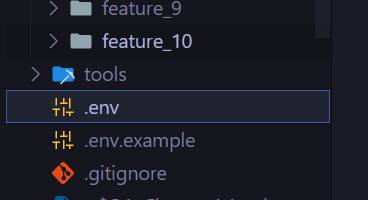 feature_9
feature_10
tools
.env
.env.example
.gitignore